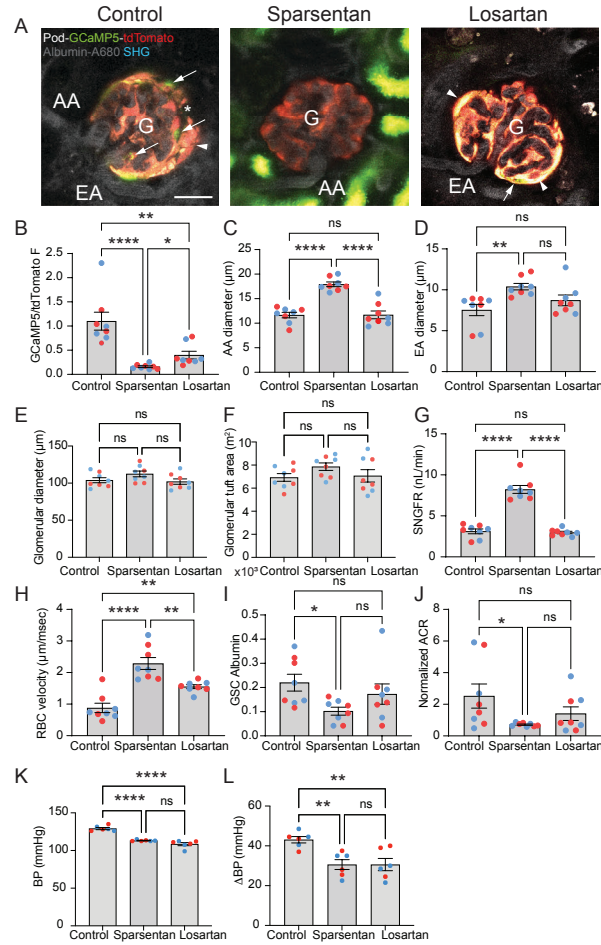 Control Sparsentan Losartan
A
Pod-GCaMP5-tdTomato
Albumin-A680 SHG
AA
G
*
EA
G
AA
G
EA
B
**
**** *
GCaMP5/tdTomato F
2.5
2.0
1.5
1.0
0.5
0.0
Control Sparsentan Losartan
C
ns
**** ****
AA diameter (µm)
25
20
15
10
5
0
Control Sparsentan Losartan
D
ns
** ns
EA diameter (µm)
15
10
5
0
Control Sparsentan Losartan
E
ns
ns ns
Glomerular diameter (µm)
150
100
50
0
Control Sparsentan Losartan
F
ns
ns ns
Glomerular tuft area (m²)
15
10
5
0
x10³
Control Sparsentan Losartan
G
ns
**** ****
SNGFR (nL/min)
15
10
5
0
Control Sparsentan Losartan
H
**
**** **
RBC velocity (µm/msec)
4
3
2
1
0
Control Sparsentan Losartan
I
ns
* ns
GSC Albumin
0.6
0.4
0.2
0.0
Control Sparsentan Losartan
J
ns
* ns
Normalized ACR
8
6
4
2
0
Control Sparsentan Losartan
K
****
**** ns
BP (mmHg)
200
150
100
50
0
Control Sparsentan Losartan
L
**
** ns
ΔBP (mmHg)
60
40
20
0
Control Sparsentan Losartan